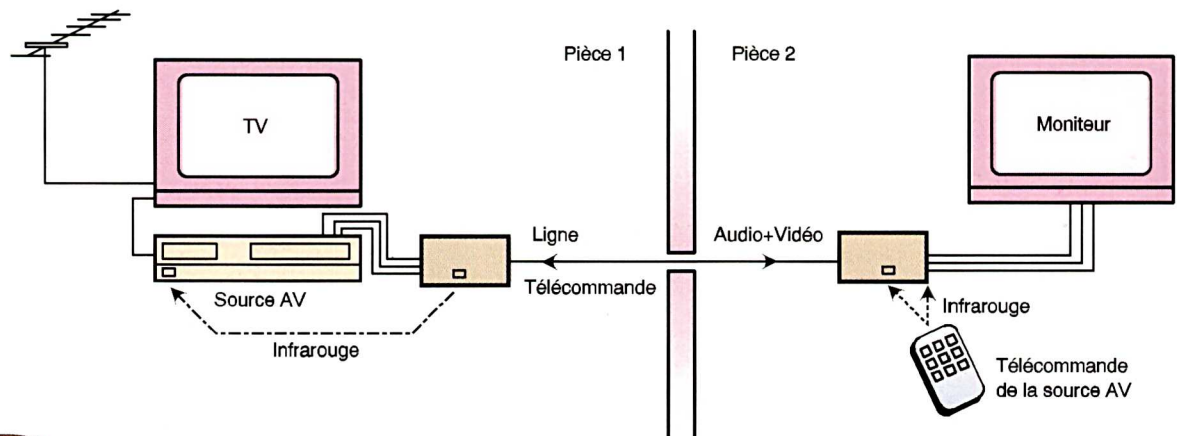 Pièce 1
Pièce 2
TV
Moniteur
Ligne
Audio+Vidéo
Télécommande
Source AV
Infrarouge
Infrarouge
Télécommande
de la source AV